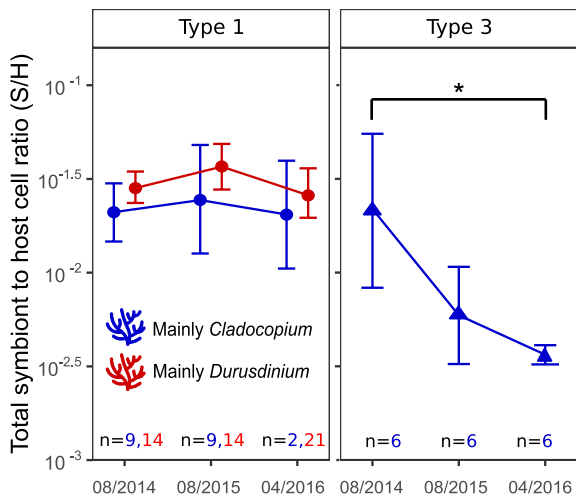 Total symbiont to host cell ratio (S/H)
Type 1
Type 3
10^-1
10^-1.5
10^-2
10^-2.5
10^-3
*
Mainly Cladocopium
Mainly Durusdinium
n=9,14
n=9,14
n=2,21
n=6
n=6
n=6
08/2014
08/2015
04/2016
08/2014
08/2015
04/2016